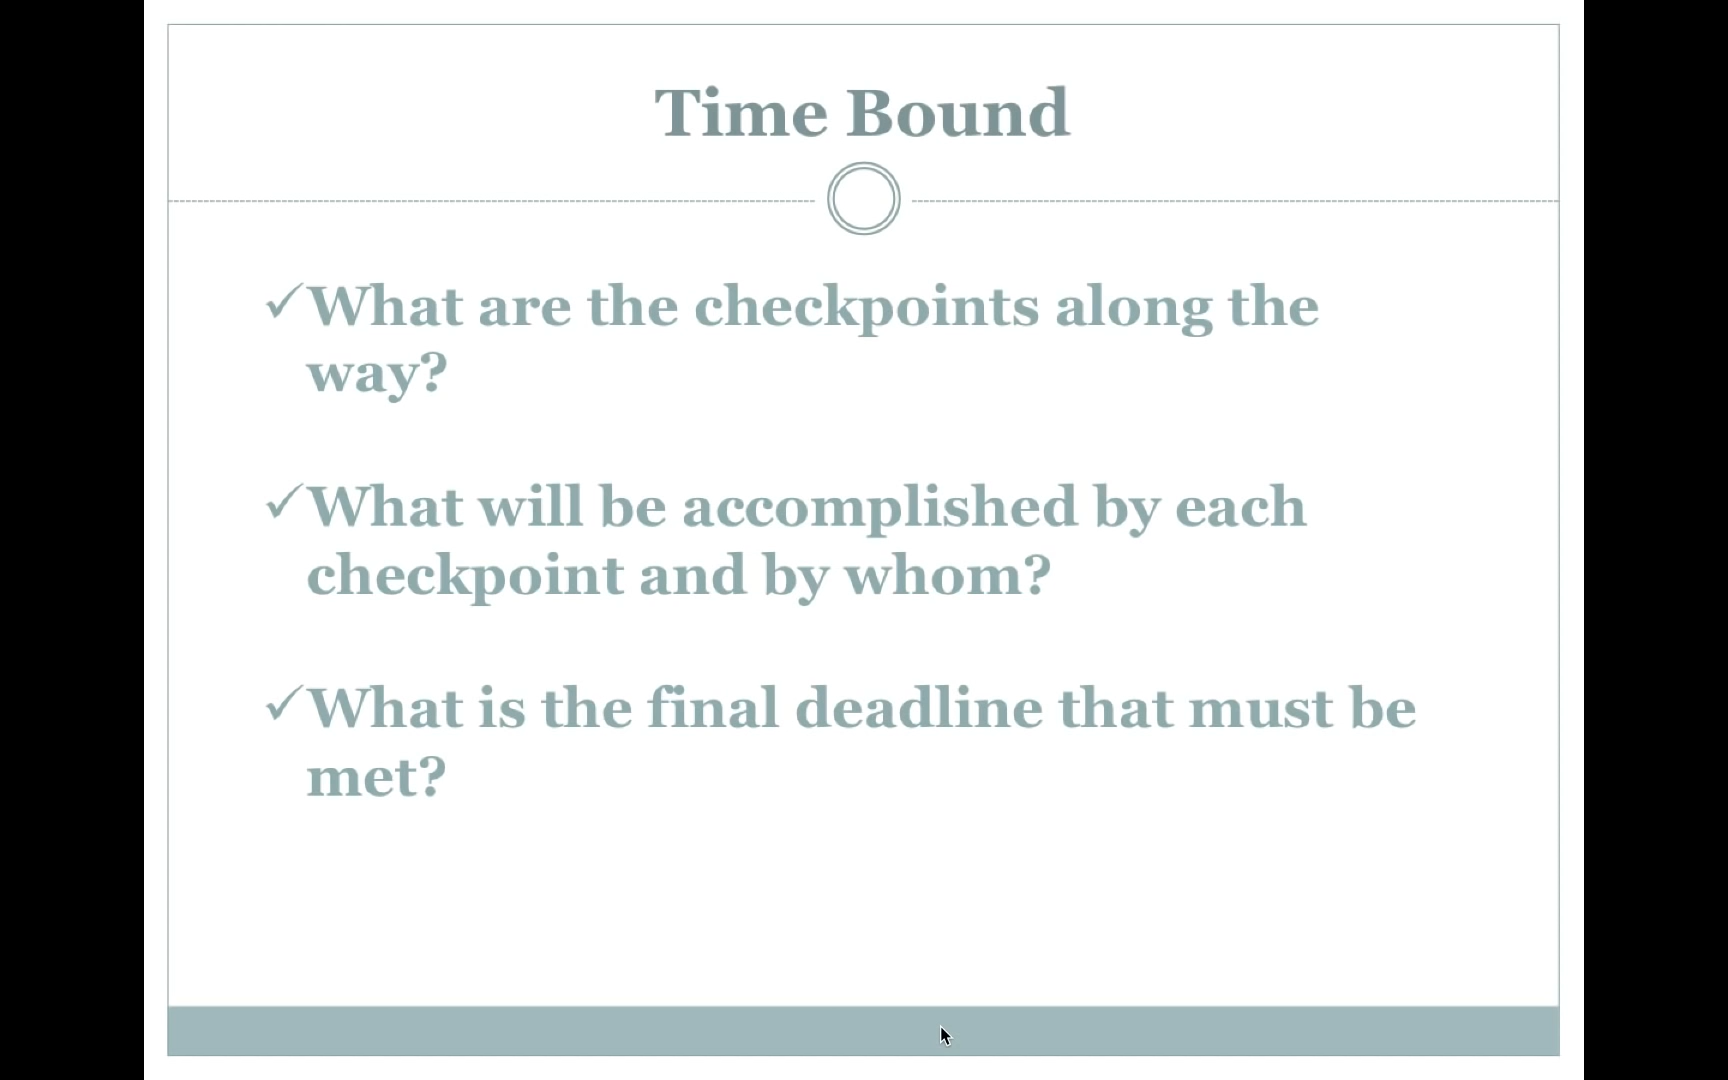 Time Bound
✓What are the checkpoints along the
way?
✓What will be accomplished by each
checkpoint and by whom?
✓What is the final deadline that must be
met?